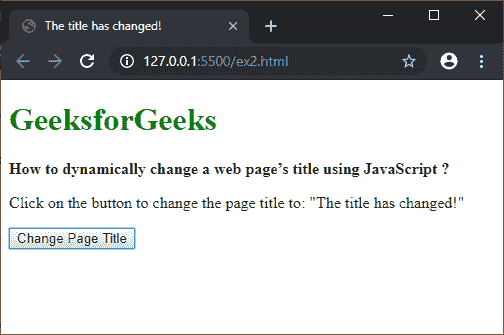 The title has changed!
127.0.0.1:5500/ex2.html
GeeksforGeeks
How to dynamically change a web page’s title using JavaScript ?
Click on the button to change the page title to: "The title has changed!"
Change Page Title